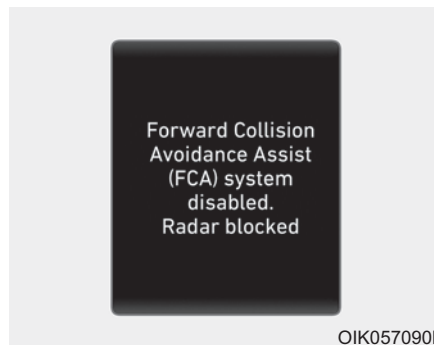 Forward Collision
Avoidance Assist
(FCA) system
disabled.
Radar blocked
OIK057090